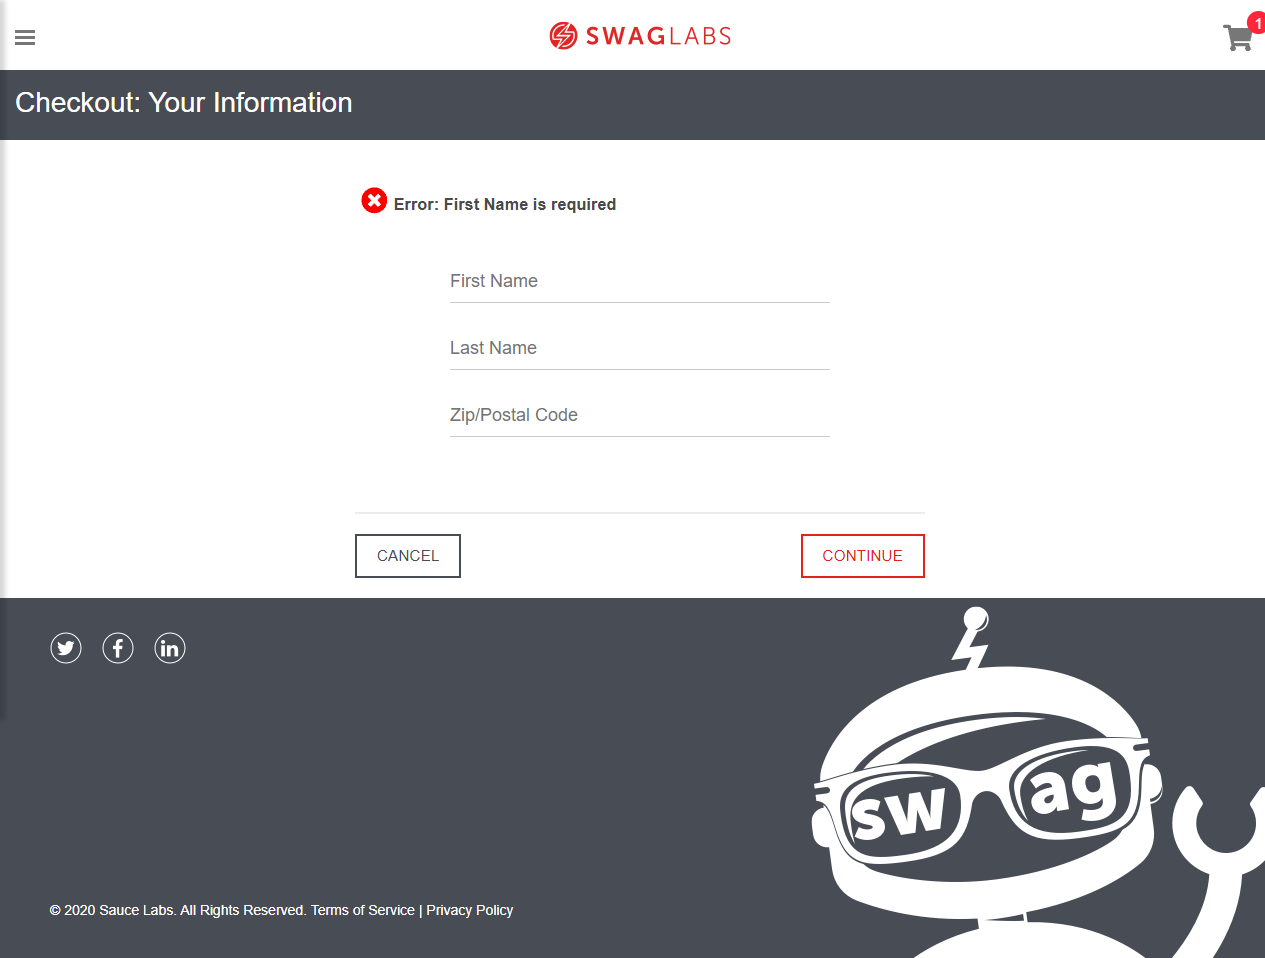 SWAGLABS
1
Checkout: Your Information
Error: First Name is required
First Name
Last Name
Zip/Postal Code
CANCEL
CONTINUE
sw ag
© 2020 Sauce Labs. All Rights Reserved. Terms of Service | Privacy Policy